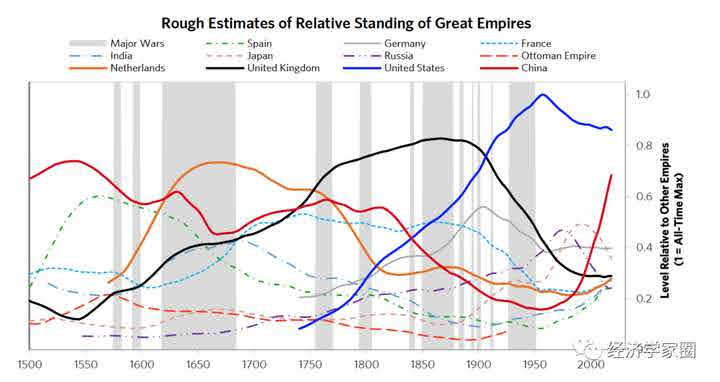 Rough Estimates of Relative Standing of Great Empires
Major Wars Spain Germany France
India Japan Russia Ottoman Empire
Netherlands United Kingdom United States China
1.0
0.8
0.6
0.4
0.2
Level Relative to Other Empires
(1 = All-Time Max)
1500 1550 1600 1650 1700 1750 1800 1850 1900 1950 2000
经济学家圈